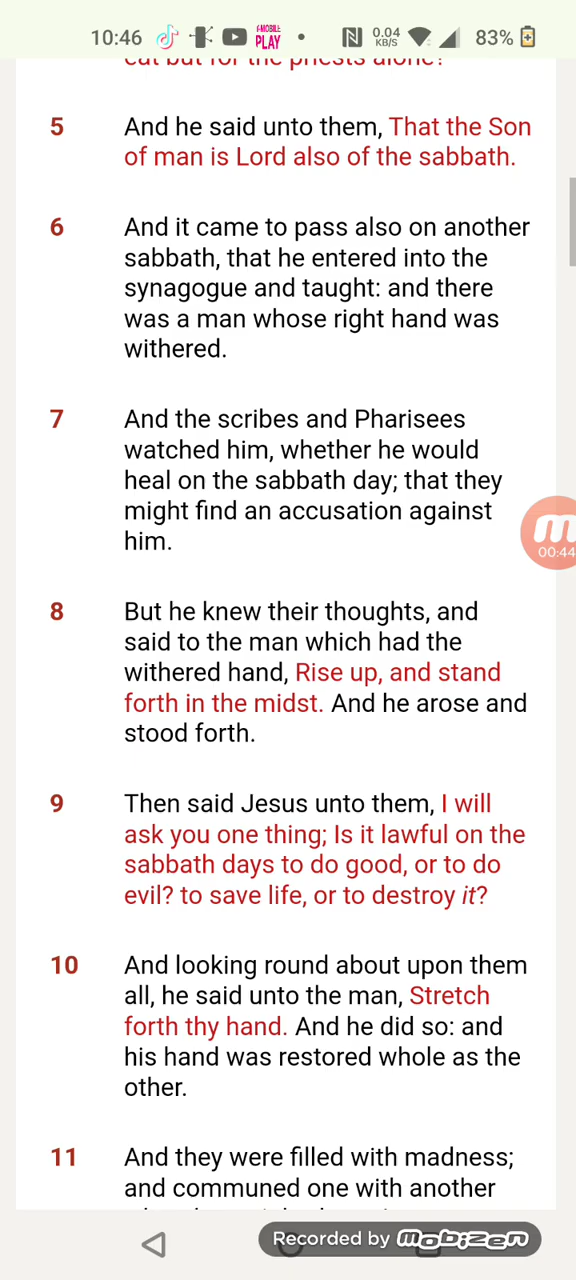 10:46 T-MOBILE PLAY 0.04 KB/S 83%
eat but for the priests alone?
5 And he said unto them, That the Son
of man is Lord also of the sabbath.
6 And it came to pass also on another
sabbath, that he entered into the
synagogue and taught: and there
was a man whose right hand was
withered.
7 And the scribes and Pharisees
watched him, whether he would
heal on the sabbath day; that they
might find an accusation against
him.
m
00:44
8 But he knew their thoughts, and
said to the man which had the
withered hand, Rise up, and stand
forth in the midst. And he arose and
stood forth.
9 Then said Jesus unto them, I will
ask you one thing; Is it lawful on the
sabbath days to do good, or to do
evil? to save life, or to destroy it?
10 And looking round about upon them
all, he said unto the man, Stretch
forth thy hand. And he did so: and
his hand was restored whole as the
other.
11 And they were filled with madness;
and communed one with another
Recorded by mobizen